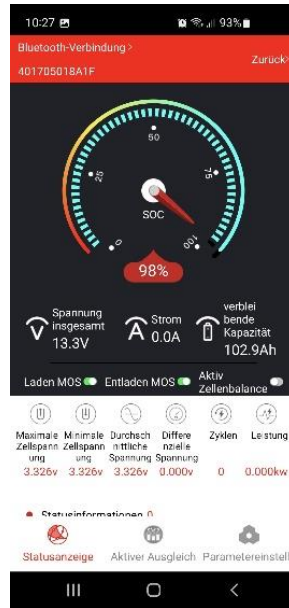 10:27 93%
Bluetooth-Verbindung >
401705018A1F
Zurück>
50
25
75
0
100
SOC
98%
Spannung
insgesamt
V
13.3V
Strom
A
0.0A
verblei
bende
Kapazität
102.9Ah
Laden MOS Entladen MOS Aktiv
Zellenbalance
Maximale
Zellspann
ung
3.326v
Minimale
Zellspann
ung
3.326v
Durchsch
nittliche
Spannung
3.326v
Differe
nzielle
Spannung
0.000v
Zyklen
0
Leistung
0.000kw
Statusinformationen 0
Statusanzeige Aktiver Ausgleich Parametereinstell